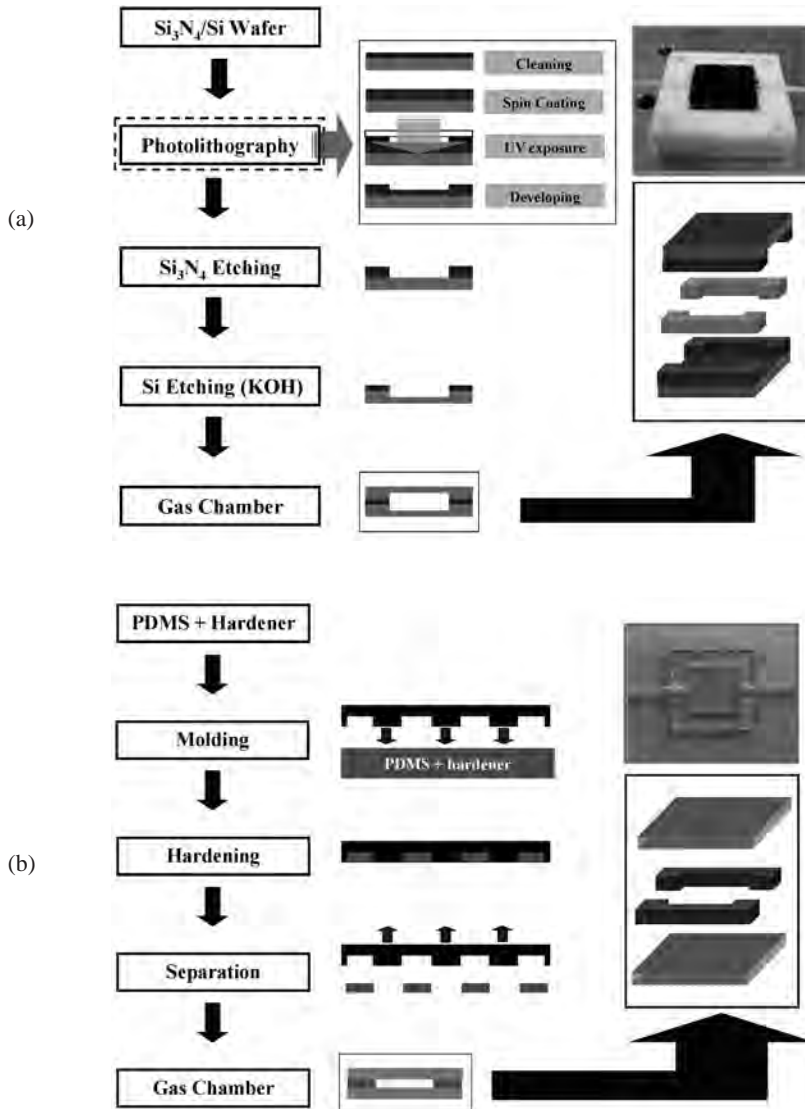 (a)
Si₃N₄/Si Wafer
Photolithography
Cleaning
Spin Coating
UV exposure
Developing
Si₃N₄ Etching
Si Etching (KOH)
Gas Chamber
(b)
PDMS + Hardener
Molding
PDMS + hardener
Hardening
Separation
Gas Chamber